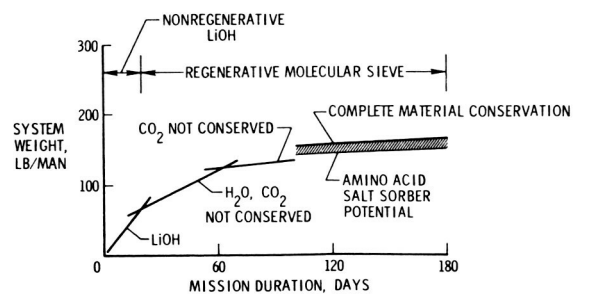 NONREGENERATIVE
LiOH
300
REGENERATIVE MOLECULAR SIEVE
200
SYSTEM
WEIGHT,
LB/MAN
COMPLETE MATERIAL CONSERVATION
CO2 NOT CONSERVED
100
H2O, CO2
NOT CONSERVED
AMINO ACID
SALT SORBER
POTENTIAL
LiOH
0
60
120
180
MISSION DURATION, DAYS